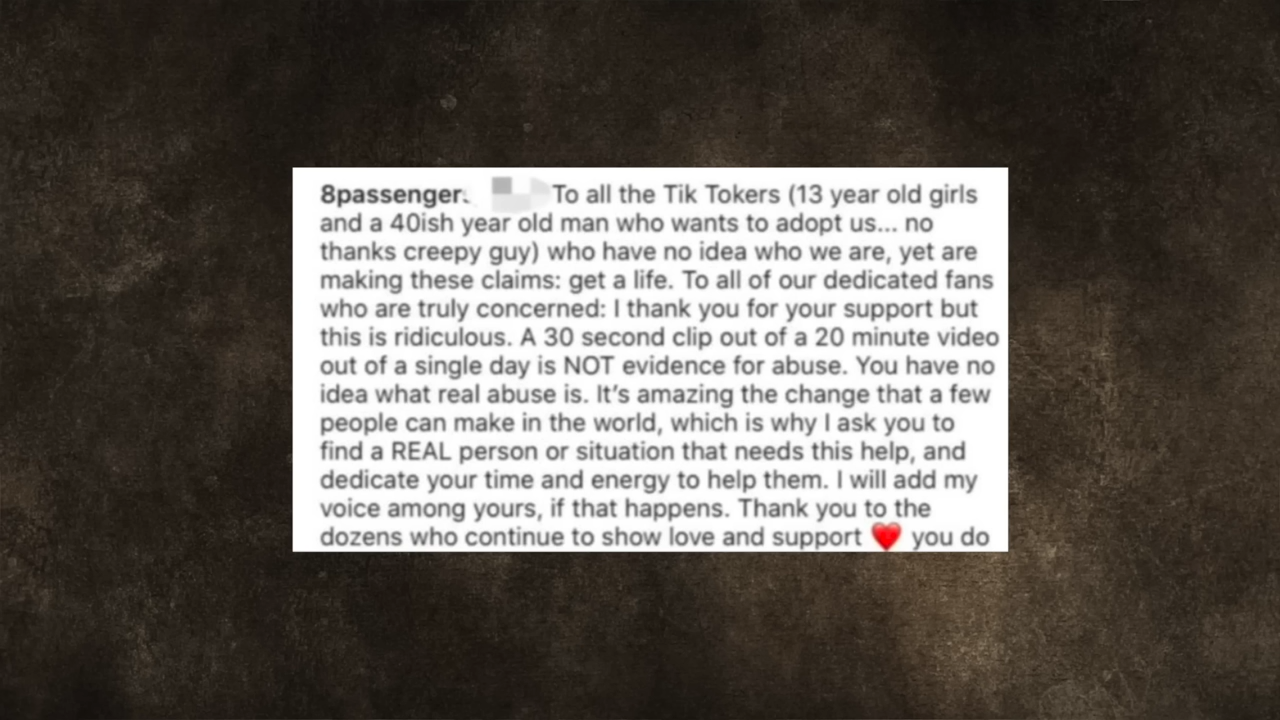 8passenger. To all the Tik Tokers (13 year old girls
and a 40ish year old man who wants to adopt us... no
thanks creepy guy) who have no idea who we are, yet are
making these claims: get a life. To all of our dedicated fans
who are truly concerned: I thank you for your support but
this is ridiculous. A 30 second clip out of a 20 minute video
out of a single day is NOT evidence for abuse. You have no
idea what real abuse is. It’s amazing the change that a few
people can make in the world, which is why I ask you to
find a REAL person or situation that needs this help, and
dedicate your time and energy to help them. I will add my
voice among yours, if that happens. Thank you to the
dozens who continue to show love and support ❤️ you do